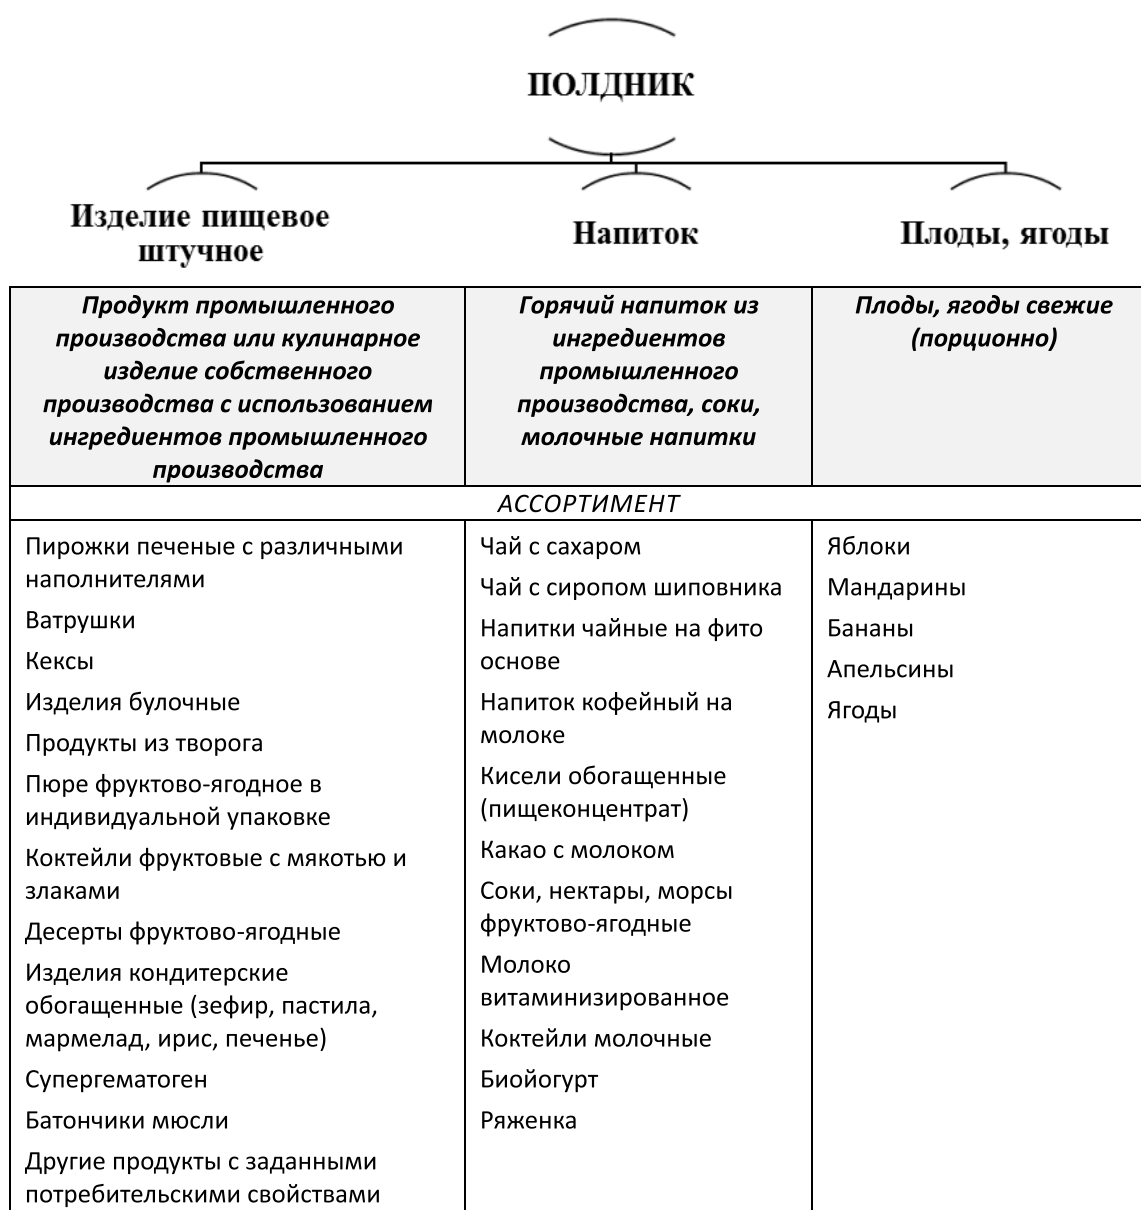 ПОЛДНИК
Изделие пищевое
штучное
Напиток
Плоды, ягоды
Продукт промышленного
производства или кулинарное
изделие собственного
производства с использованием
ингредиентов промышленного
производства
Горячий напиток из
ингредиентов
промышленного
производства, соки,
молочные напитки
Плоды, ягоды свежие
(порционно)
АССОРТИМЕНТ
Пирожки печеные с различными
наполнителями
Ватрушки
Кексы
Изделия булочные
Продукты из творога
Пюре фруктово-ягодное в
индивидуальной упаковке
Коктейли фруктовые с мякотью и
злаками
Десерты фруктово-ягодные
Изделия кондитерские
обогащенные (зефир, пастила,
мармелад, ирис, печенье)
Супергематоген
Батончики мюсли
Другие продукты с заданными
потребительскими свойствами
Чай с сахаром
Чай с сиропом шиповника
Напитки чайные на фито
основе
Напиток кофейный на
молоке
Кисели обогащенные
(пищеконцентрат)
Какао с молоком
Соки, нектары, морсы
фруктово-ягодные
Молоко
витаминизированное
Коктейли молочные
Биойогурт
Ряженка
Яблоки
Мандарины
Бананы
Апельсины
Ягоды